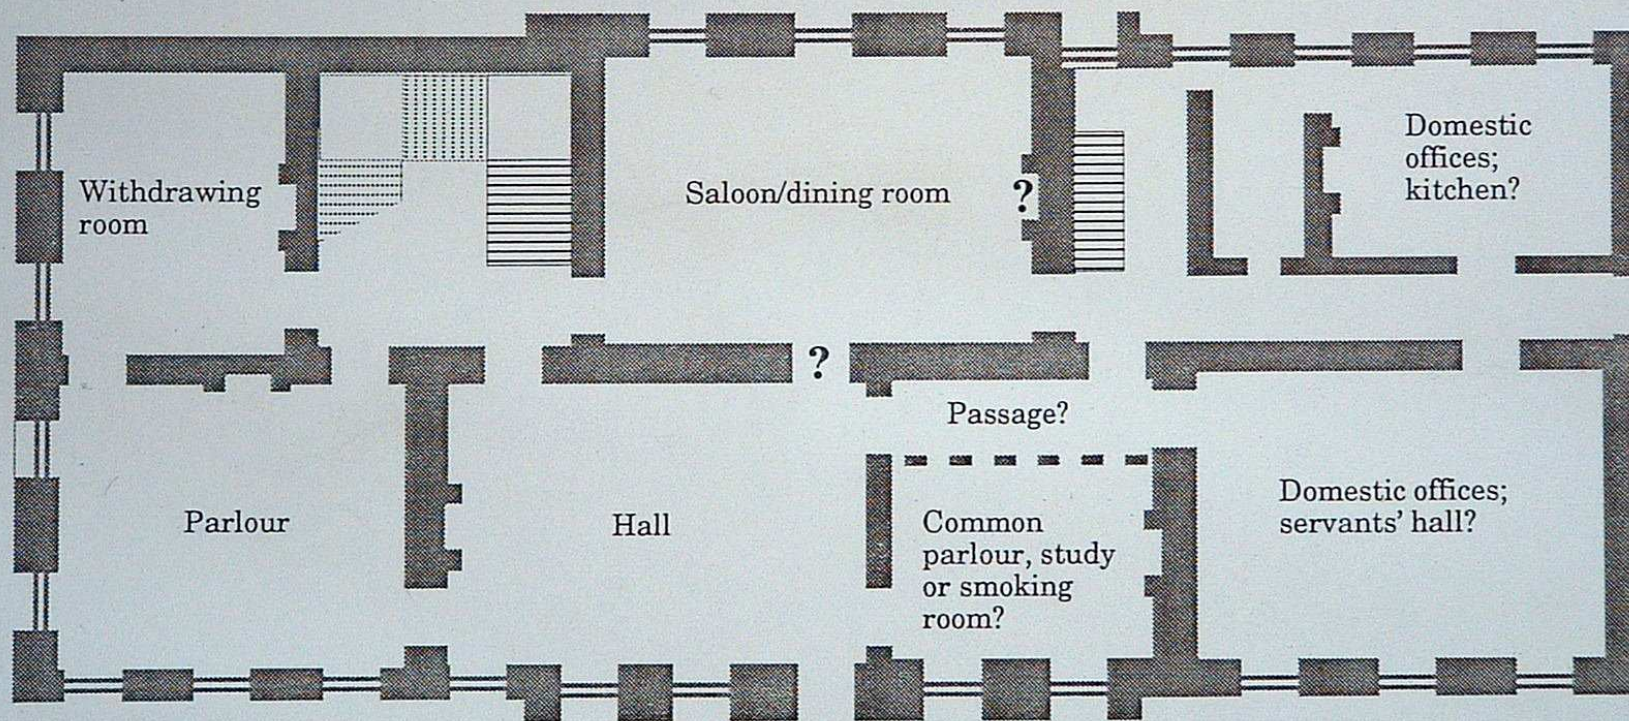 Domestic
offices;
kitchen?
Withdrawing
room
Saloon/dining room
?
?
Passage?
Parlour
Hall
Common
parlour, study
or smoking
room?
Domestic offices;
servants' hall?